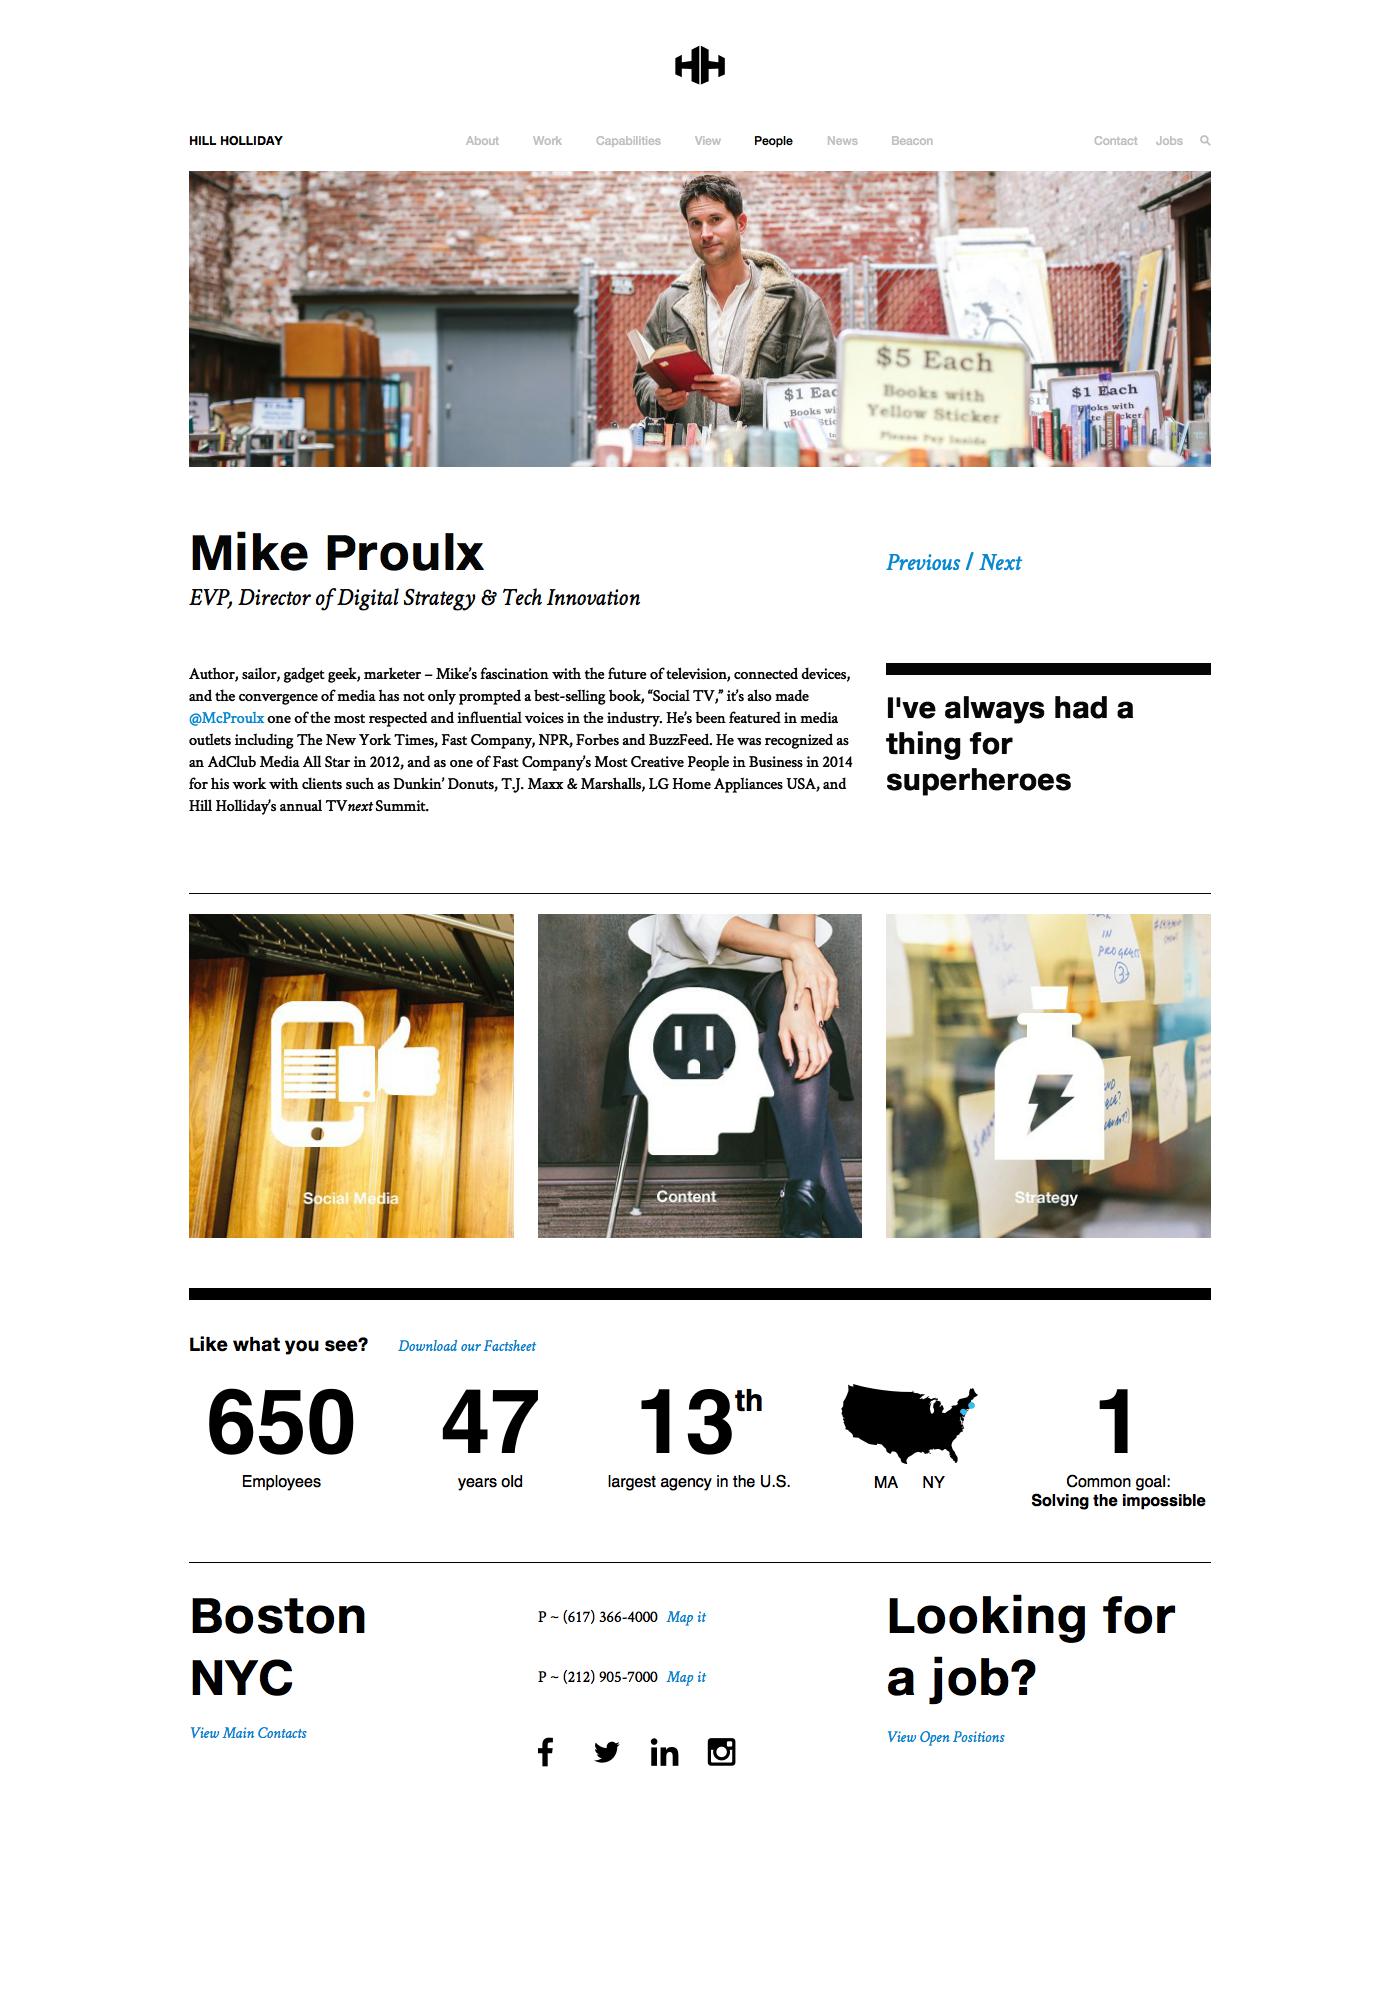 HILL HOLLIDAY
About Work Capabilities View People News Beacon
Contact Jobs
$5 Each
Books with
Yellow Sticker
Please Pay Inside
$1 Each
$1 Each
Books
Mike Proulx
EVP, Director of Digital Strategy & Tech Innovation
Previous / Next
Author, sailor, gadget geek, marketer – Mike’s fascination with the future of television, connected devices,
and the convergence of media has not only prompted a best-selling book, “Social TV,” it’s also made
@McProulx one of the most respected and influential voices in the industry. He’s been featured in media
outlets including The New York Times, Fast Company, NPR, Forbes and BuzzFeed. He was recognized as
an AdClub Media All Star in 2012, and as one of Fast Company’s Most Creative People in Business in 2014
for his work with clients such as Dunkin’ Donuts, T.J. Maxx & Marshalls, LG Home Appliances USA, and
Hill Holliday’s annual TVnext Summit.
I've always had a
thing for
superheroes
IN
PROGRESS
3
Social Media
Content
Strategy
Like what you see? Download our Factsheet
650
Employees
47
years old
13th
largest agency in the U.S.
MA NY
1
Common goal:
Solving the impossible
Boston
NYC
View Main Contacts
P ~ (617) 366-4000 Map it
P ~ (212) 905-7000 Map it
Looking for
a job?
View Open Positions